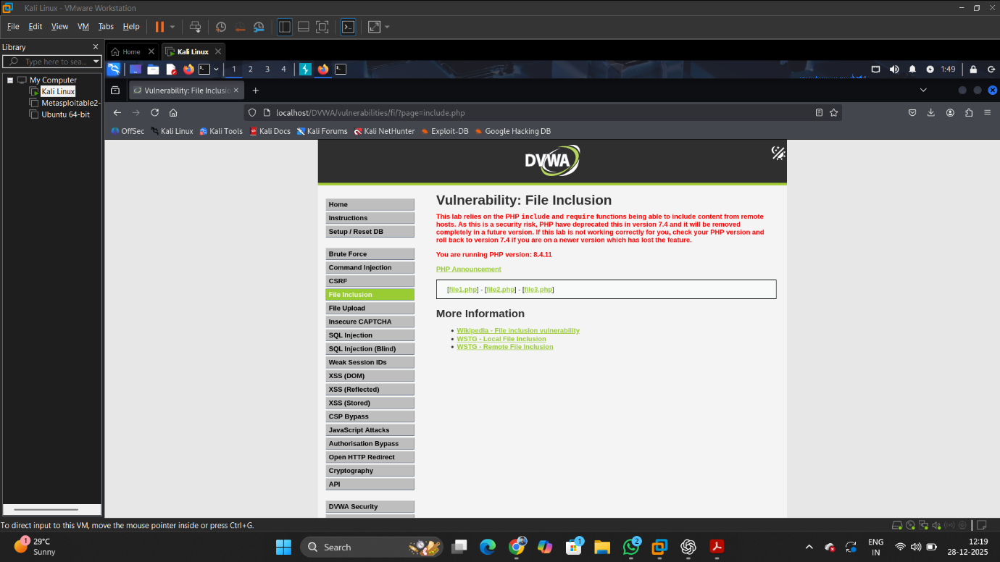 Kali Linux - VMware Workstation
File Edit View VM Tabs Help
Library
Type here to sea...
My Computer
Kali Linux
Metasploitable2-
Ubuntu 64-bit
Home
Kali Linux
1 2 3 4
1:49
Vulnerability: File Inclusio
localhost/DVWA/vulnerabilities/fi/?page=include.php
OffSec Kali Linux Kali Tools Kali Docs Kali Forums Kali NetHunter Exploit-DB Google Hacking DB
DVWA
Home
Instructions
Setup / Reset DB
Brute Force
Command Injection
CSRF
File Inclusion
File Upload
Insecure CAPTCHA
SQL Injection
SQL Injection (Blind)
Weak Session IDs
XSS (DOM)
XSS (Reflected)
XSS (Stored)
CSP Bypass
JavaScript Attacks
Authorisation Bypass
Open HTTP Redirect
Cryptography
API
DVWA Security
Vulnerability: File Inclusion
This lab relies on the PHP include and require functions being able to include content from remote
hosts. As this is a security risk, PHP have deprecated this in version 7.4 and it will be removed
completely in a future version. If this lab is not working correctly for you, check your PHP version and
roll back to version 7.4 if you are on a newer version which has lost the feature.
You are running PHP version: 8.4.11
PHP Announcement
[file1.php] - [file2.php] - [file3.php]
More Information
Wikipedia - File inclusion vulnerability
WSTG - Local File Inclusion
WSTG - Remote File Inclusion
To direct input to this VM, move the mouse pointer inside or press Ctrl+G.
1
29°C
Sunny
Search
1
2
ENG
IN
12:19
28-12-2025